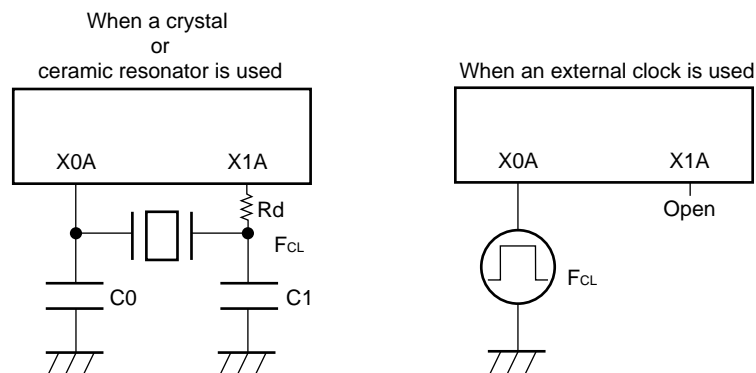 When a crystal
or
ceramic resonator is used
X0A
X1A
Rd
FCL
C0
C1
When an external clock is used
X0A
X1A
Open
FCL